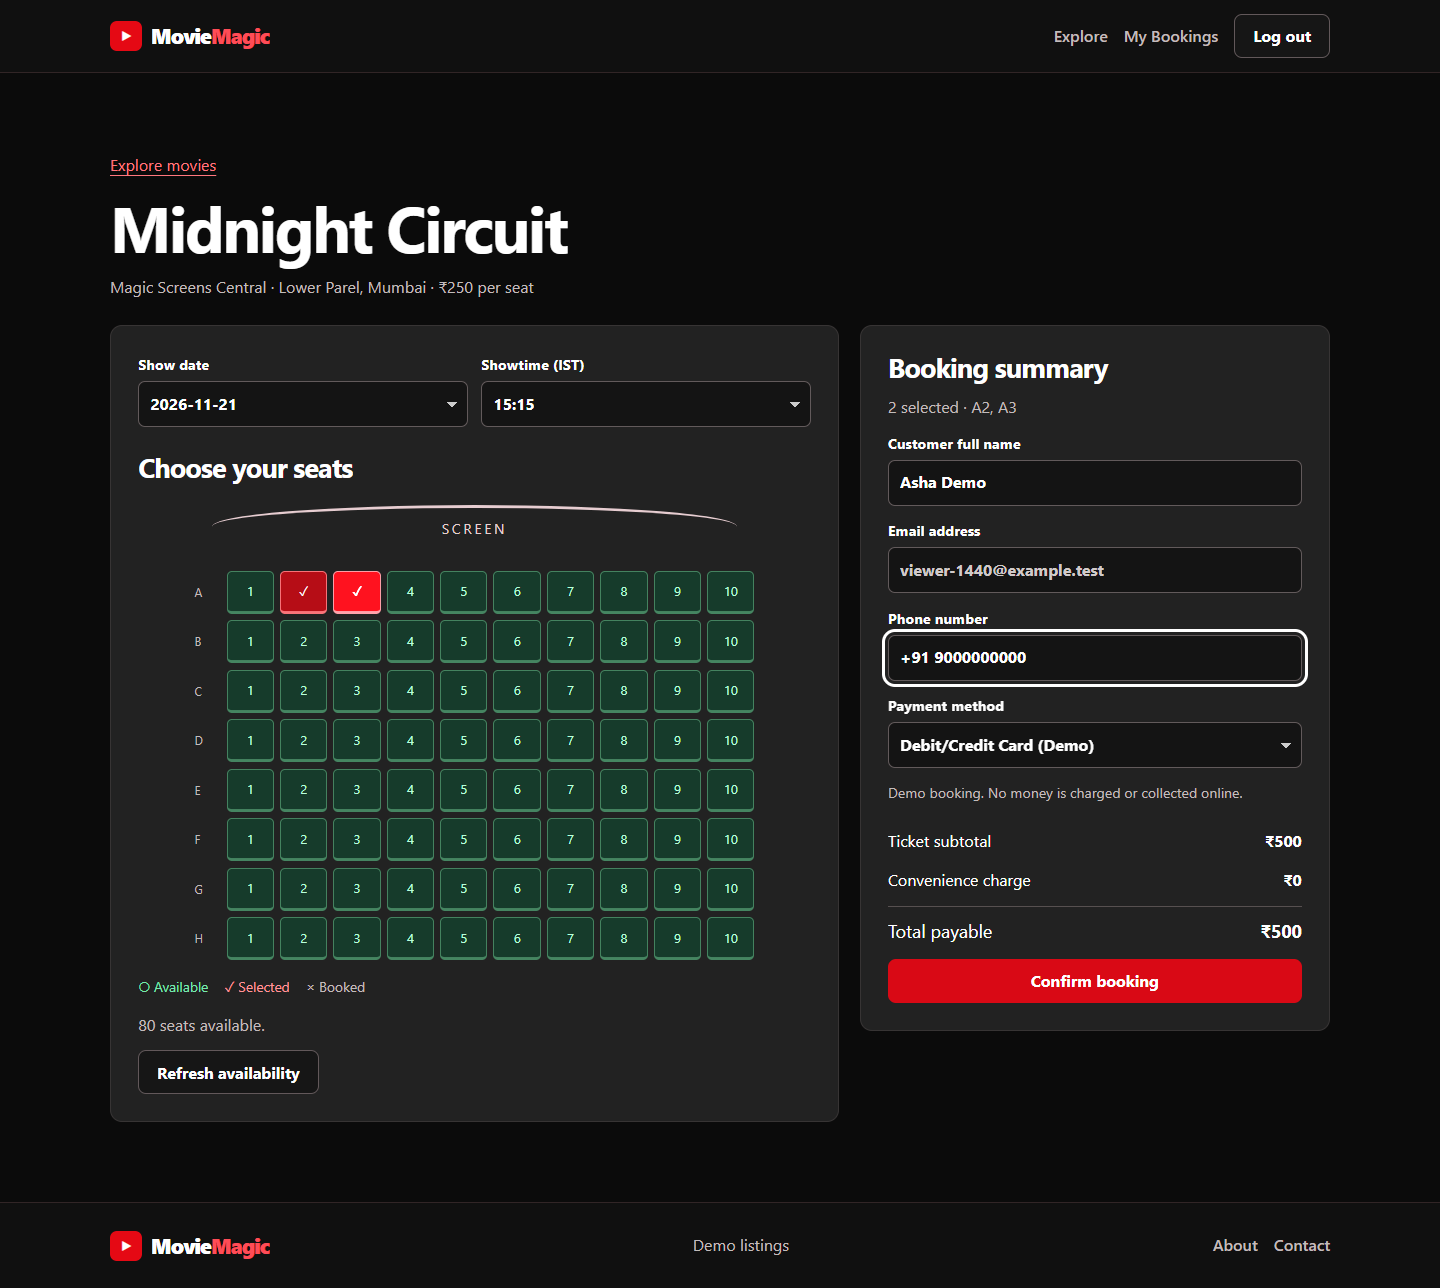 MovieMagic
Explore My Bookings Log out
Explore movies
Midnight Circuit
Magic Screens Central · Lower Parel, Mumbai · ₹250 per seat
Show date
2026-11-21
Showtime (IST)
15:15
Choose your seats
SCREEN
A 1 ✓ ✓ 4 5 6 7 8 9 10
B 1 2 3 4 5 6 7 8 9 10
C 1 2 3 4 5 6 7 8 9 10
D 1 2 3 4 5 6 7 8 9 10
E 1 2 3 4 5 6 7 8 9 10
F 1 2 3 4 5 6 7 8 9 10
G 1 2 3 4 5 6 7 8 9 10
H 1 2 3 4 5 6 7 8 9 10
○ Available ✓ Selected × Booked
80 seats available.
Refresh availability
Booking summary
2 selected · A2, A3
Customer full name
Asha Demo
Email address
viewer-1440@example.test
Phone number
+91 9000000000
Payment method
Debit/Credit Card (Demo)
Demo booking. No money is charged or collected online.
Ticket subtotal ₹500
Convenience charge ₹0
Total payable ₹500
Confirm booking
MovieMagic
Demo listings
About Contact